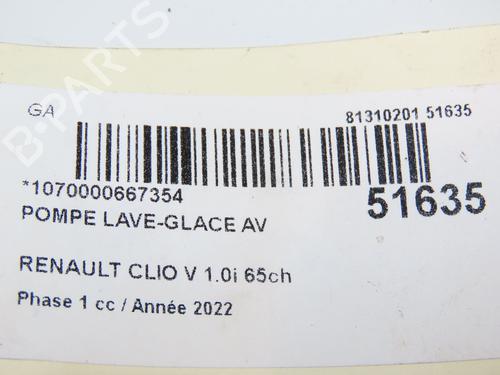 GA
81310201 51635
*1070000667354
51635
POMPE LAVE-GLACE AV
RENAULT CLIO V 1.0i 65ch
Phase 1 cc / Année 2022
B-PARTS